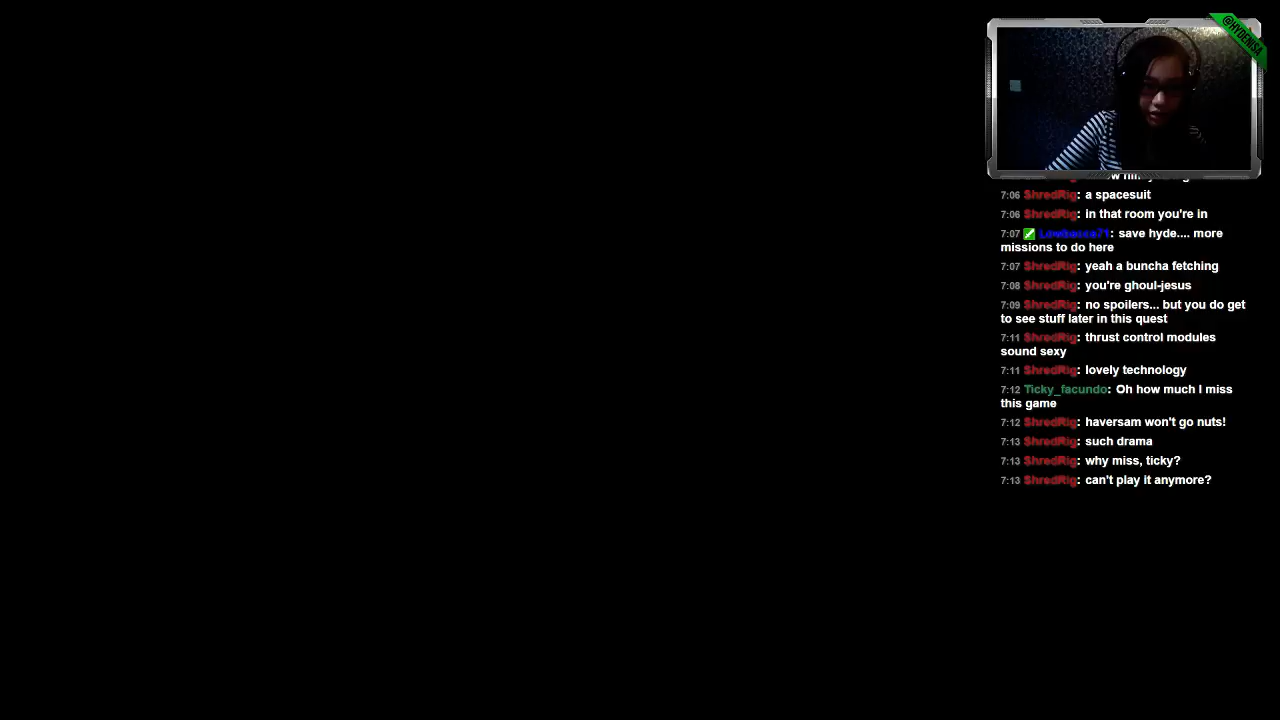 @HYDENISA
7:06 ShredRig: a spacesuit
7:06 ShredRig: in that room you're in
7:07 Lowsense71: save hyde.... more
missions to do here
7:07 ShredRig: yeah a buncha fetching
7:08 ShredRig: you're ghoul-jesus
7:09 ShredRig: no spoilers... but you do get
to see stuff later in this quest
7:11 ShredRig: thrust control modules
sound sexy
7:11 ShredRig: lovely technology
7:12 Ticky_facundo: Oh how much I miss
this game
7:12 ShredRig: haversam won't go nuts!
7:13 ShredRig: such drama
7:13 ShredRig: why miss, ticky?
7:13 ShredRig: can't play it anymore?